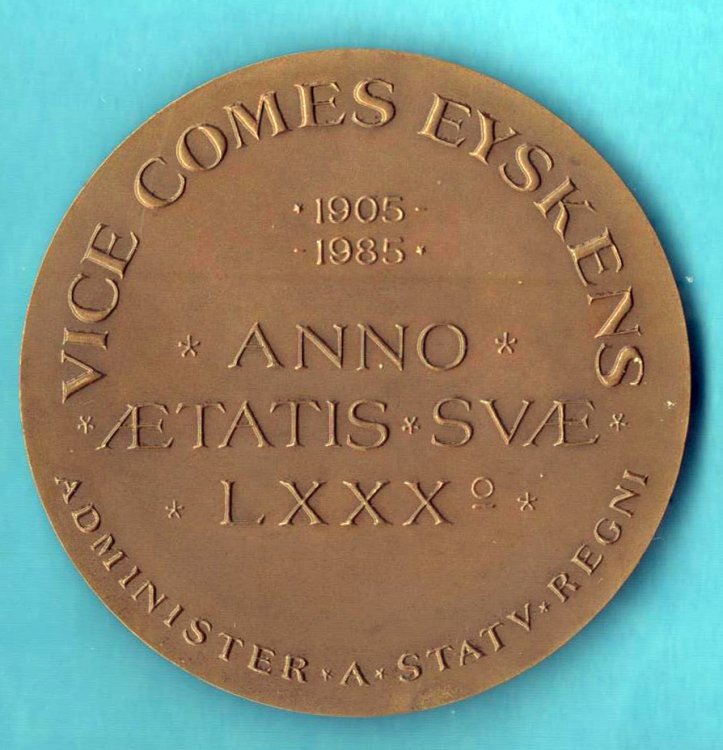 VICE COMES EYSKENS
· 1905 ·
· 1985 ·
* ANNO *
* ÆTATIS * SVÆ *
* LXXXº *
ADMINISTER * A * STATV * REGNI